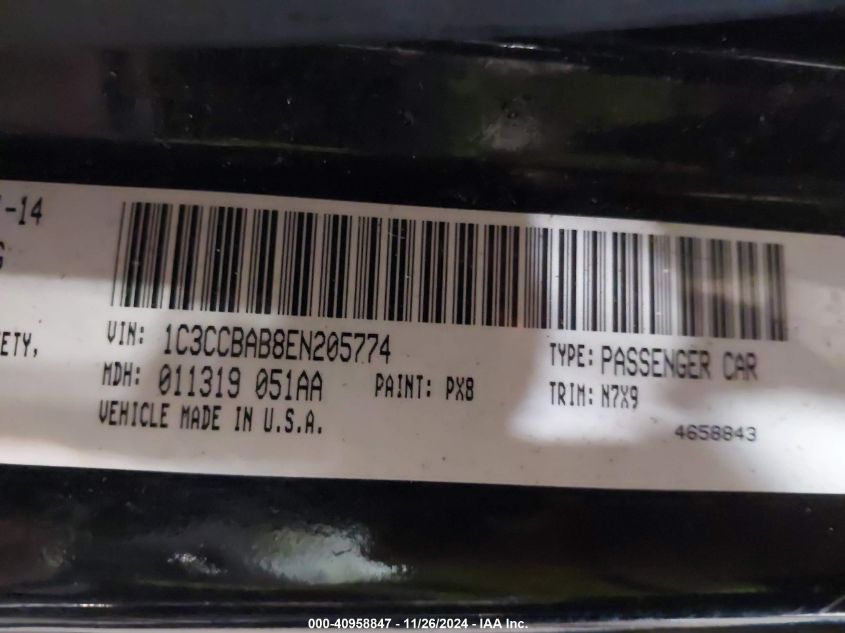 -14
G
ETY,
VIN: 1C3CCBAB8EN205774
TYPE: PASSENGER CAR
MDH: 011319 051AA PAINT: PX8 TRIM: N7X9
VEHICLE MADE IN U.S.A.
4658843
000-40958847 - 11/26/2024 - IAA Inc.